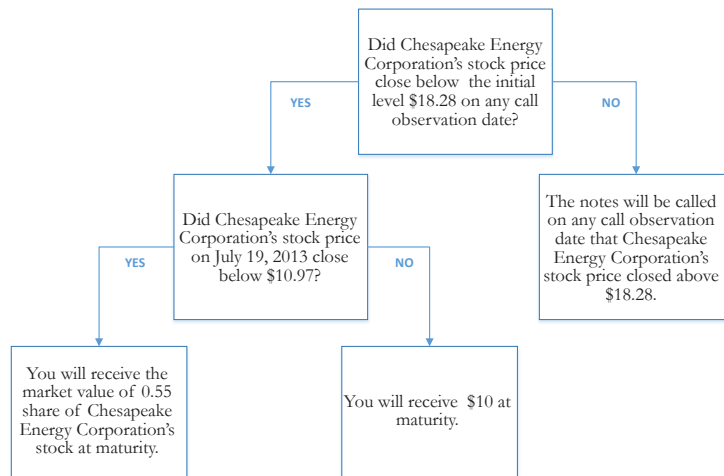 Did Chesapeake Energy
Corporation's stock price
close below the initial
level $18.28 on any call
observation date?
YES
NO
Did Chesapeake Energy
Corporation's stock price
on July 19, 2013 close
below $10.97?
The notes will be called
on any call observation
date that Chesapeake
Energy Corporation's
stock price closed above
$18.28.
YES
NO
You will receive the
market value of 0.55
share of Chesapeake
Energy Corporation's
stock at maturity.
You will receive $10 at
maturity.